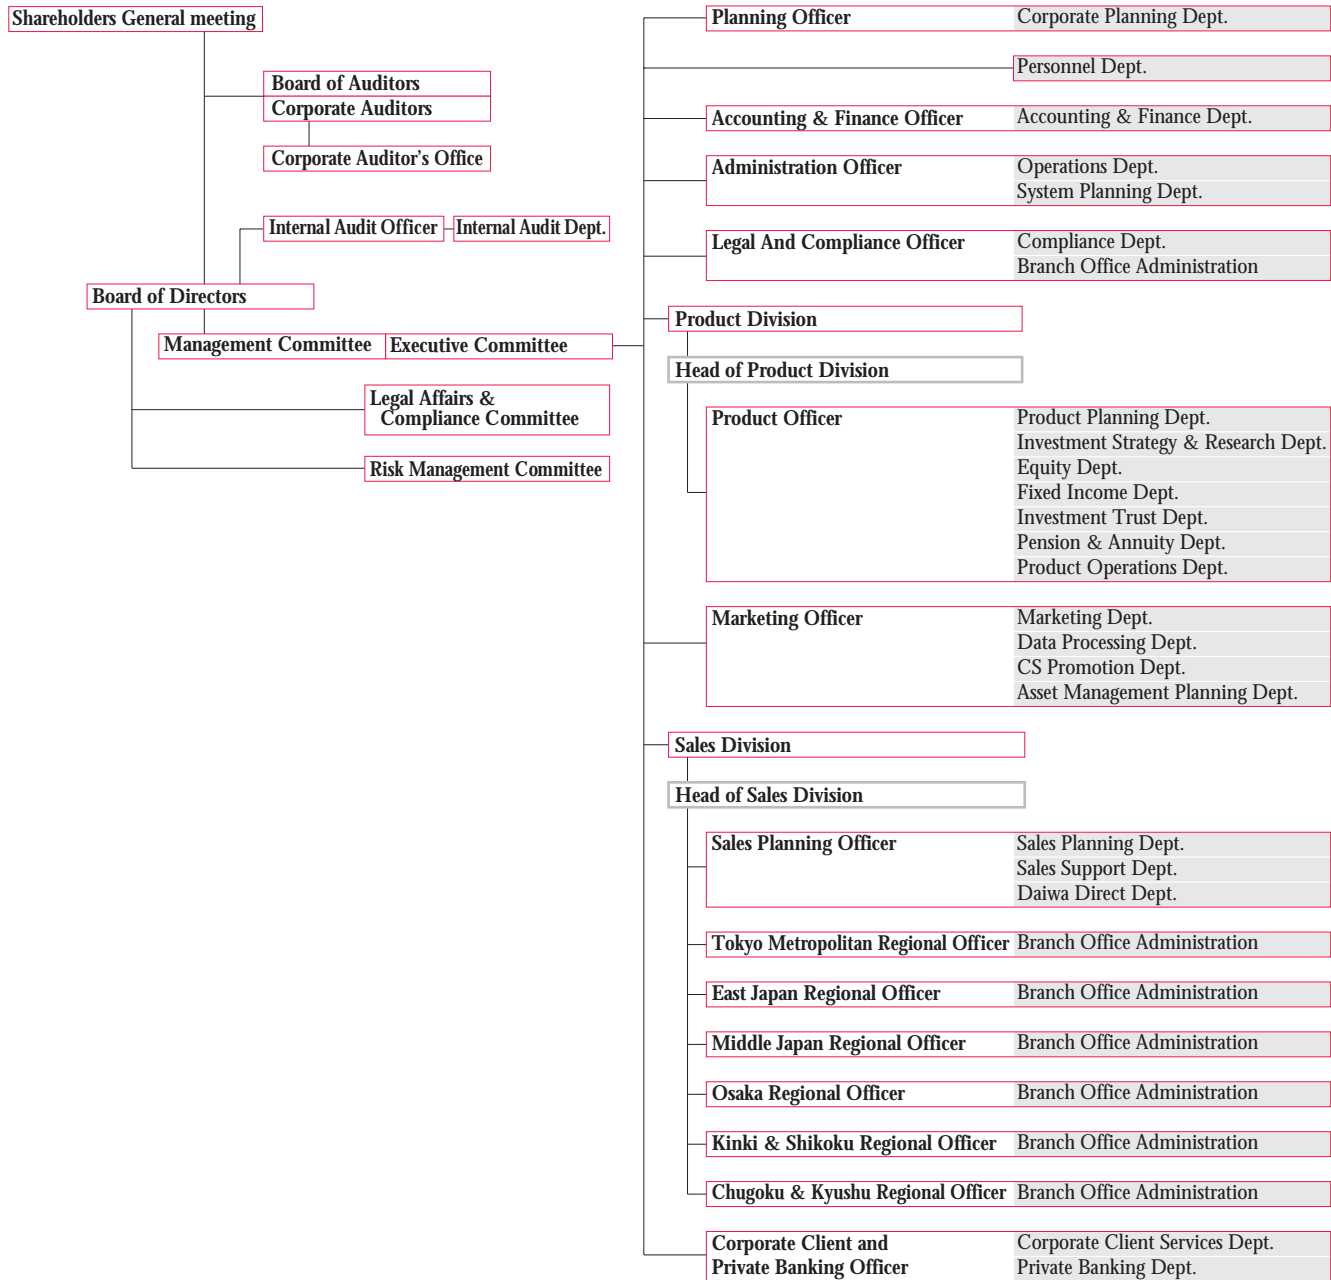 Shareholders General meeting
Board of Auditors
Corporate Auditors
Corporate Auditor's Office
Internal Audit Officer
Internal Audit Dept.
Board of Directors
Management Committee
Executive Committee
Legal Affairs &
Compliance Committee
Risk Management Committee
Planning Officer
Corporate Planning Dept.
Personnel Dept.
Accounting & Finance Officer
Accounting & Finance Dept.
Administration Officer
Operations Dept.
System Planning Dept.
Legal And Compliance Officer
Compliance Dept.
Branch Office Administration
Product Division
Head of Product Division
Product Officer
Product Planning Dept.
Investment Strategy & Research Dept.
Equity Dept.
Fixed Income Dept.
Investment Trust Dept.
Pension & Annuity Dept.
Product Operations Dept.
Marketing Officer
Marketing Dept.
Data Processing Dept.
CS Promotion Dept.
Asset Management Planning Dept.
Sales Division
Head of Sales Division
Sales Planning Officer
Sales Planning Dept.
Sales Support Dept.
Daiwa Direct Dept.
Tokyo Metropolitan Regional Officer
Branch Office Administration
East Japan Regional Officer
Branch Office Administration
Middle Japan Regional Officer
Branch Office Administration
Osaka Regional Officer
Branch Office Administration
Kinki & Shikoku Regional Officer
Branch Office Administration
Chugoku & Kyushu Regional Officer
Branch Office Administration
Corporate Client and
Private Banking Officer
Corporate Client Services Dept.
Private Banking Dept.